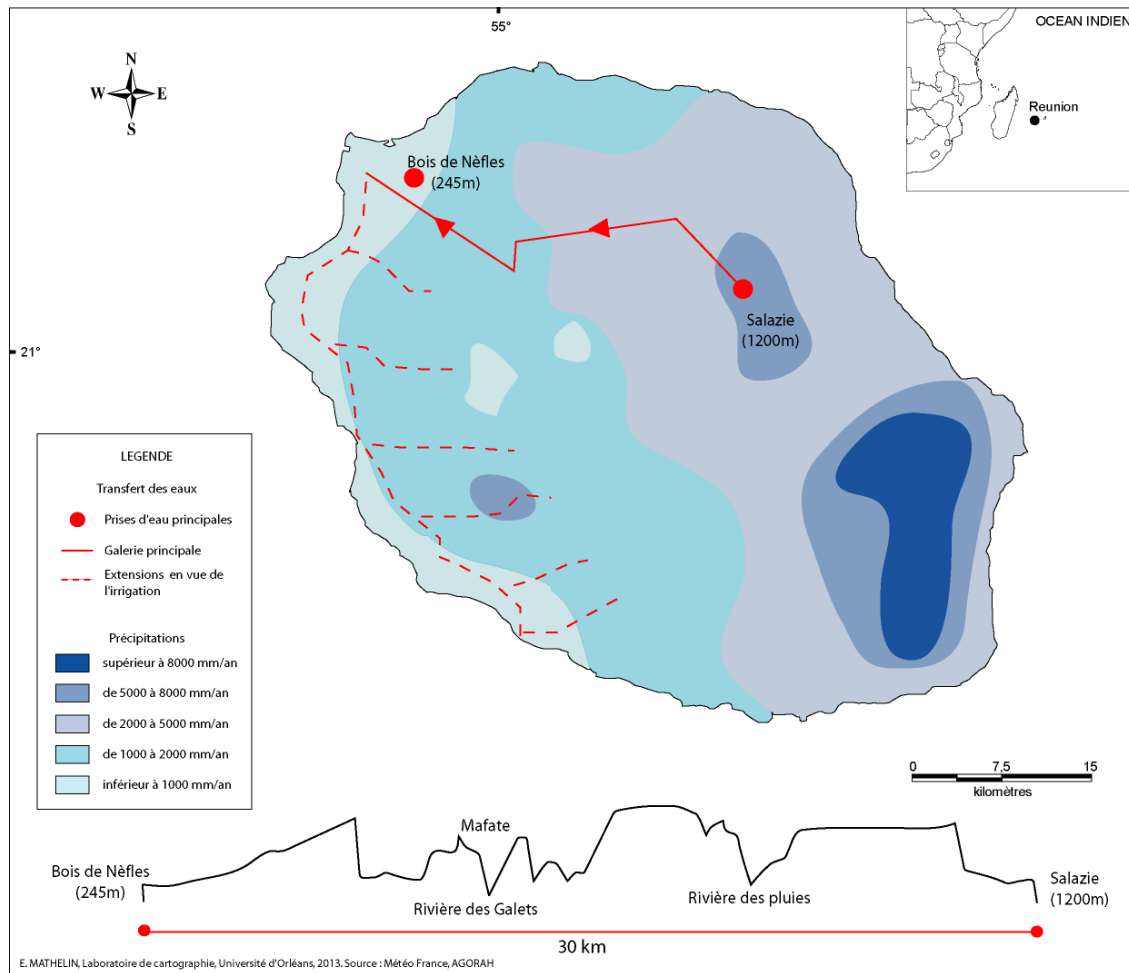 55°
OCEAN INDIEN
Reunion
N
W E
S
Bois de Nèfles
(245m)
Salazie
(1200m)
21°
LEGENDE
Transfert des eaux
Prises d'eau principales
Galerie principale
Extensions en vue de
l'irrigation
Précipitations
supérieur à 8000 mm/an
de 5000 à 8000 mm/an
de 2000 à 5000 mm/an
de 1000 à 2000 mm/an
inférieur à 1000 mm/an
0 7,5 15
kilomètres
Mafate
Bois de Nèfles
(245m)
Rivière des Galets
Rivière des pluies
Salazie
(1200m)
30 km
E. MATHELIN, Laboratoire de cartographie, Université d'Orléans, 2013. Source : Météo France, AGORAH